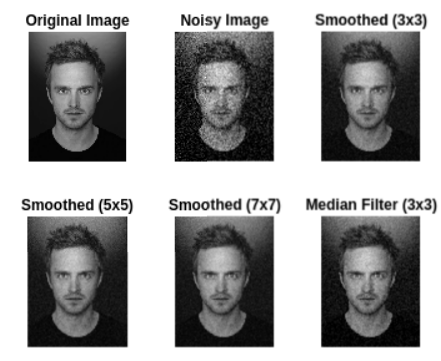 Original Image
Noisy Image
Smoothed (3x3)
Smoothed (5x5)
Smoothed (7x7)
Median Filter (3x3)